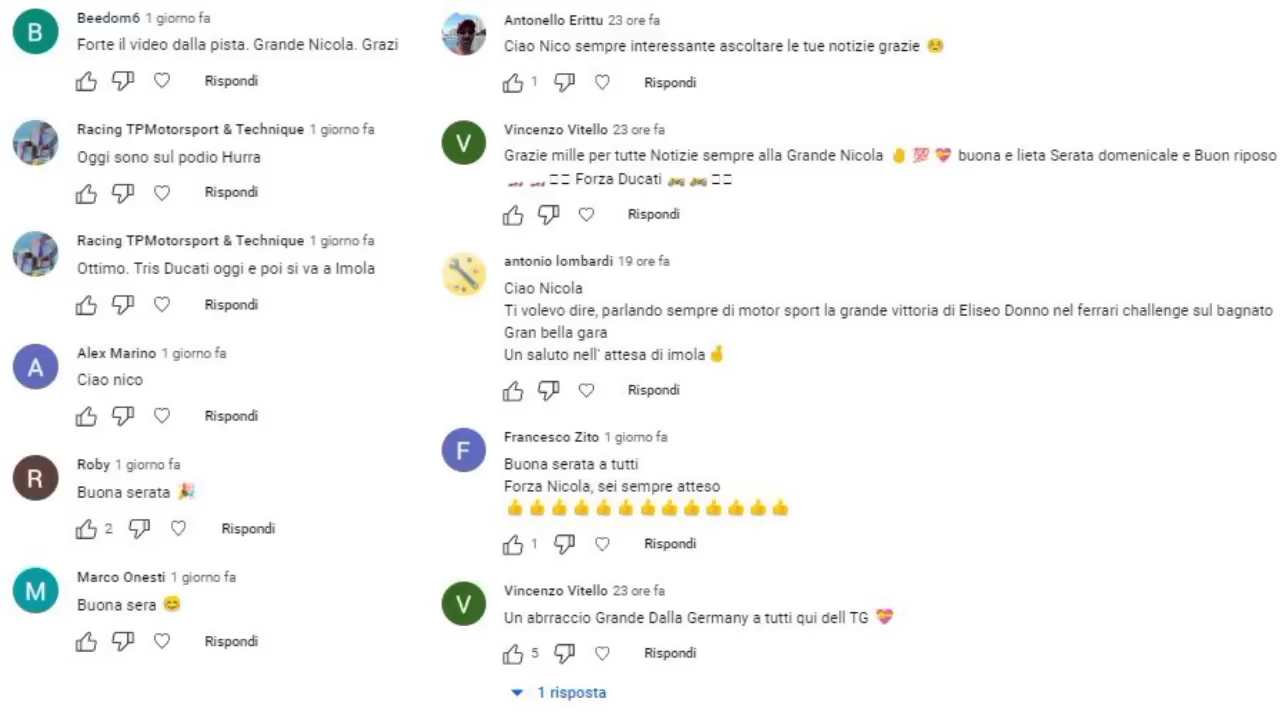 B
Beedom6 1 giorno fa
Forte il video dalla pista. Grande Nicola. Grazi
Rispondi
Racing TPMotorsport & Technique 1 giorno fa
Oggi sono sul podio Hurra
Rispondi
Racing TPMotorsport & Technique 1 giorno fa
Ottimo. Tris Ducati oggi e poi si va a Imola
Rispondi
A
Alex Marino 1 giorno fa
Ciao nico
Rispondi
R
Roby 1 giorno fa
Buona serata 🎉
2 Rispondi
M
Marco Onesti 1 giorno fa
Buona sera 😊
Rispondi
Antonello Erittu 23 ore fa
Ciao Nico sempre interessante ascoltare le tue notizie grazie ☺️
1 Rispondi
V
Vincenzo Vitello 23 ore fa
Grazie mille per tutte Notizie sempre alla Grande Nicola 🤚 💯 💝 buona e lieta Serata domenicale e Buon riposo
🏎️ 🏎️ □□ Forza Ducati 🏍️ 🏍️ □□
Rispondi
antonio lombardi 19 ore fa
Ciao Nicola
Ti volevo dire, parlando sempre di motor sport la grande vittoria di Eliseo Donno nel ferrari challenge sul bagnato
Gran bella gara
Un saluto nell' attesa di imola 🤞
Rispondi
F
Francesco Zito 1 giorno fa
Buona serata a tutti
Forza Nicola, sei sempre atteso
👍 👍 👍 👍 👍 👍 👍 👍 👍 👍 👍 👍 👍
1 Rispondi
V
Vincenzo Vitello 23 ore fa
Un abrraccio Grande Dalla Germany a tutti qui dell TG 💝
5 Rispondi
1 risposta